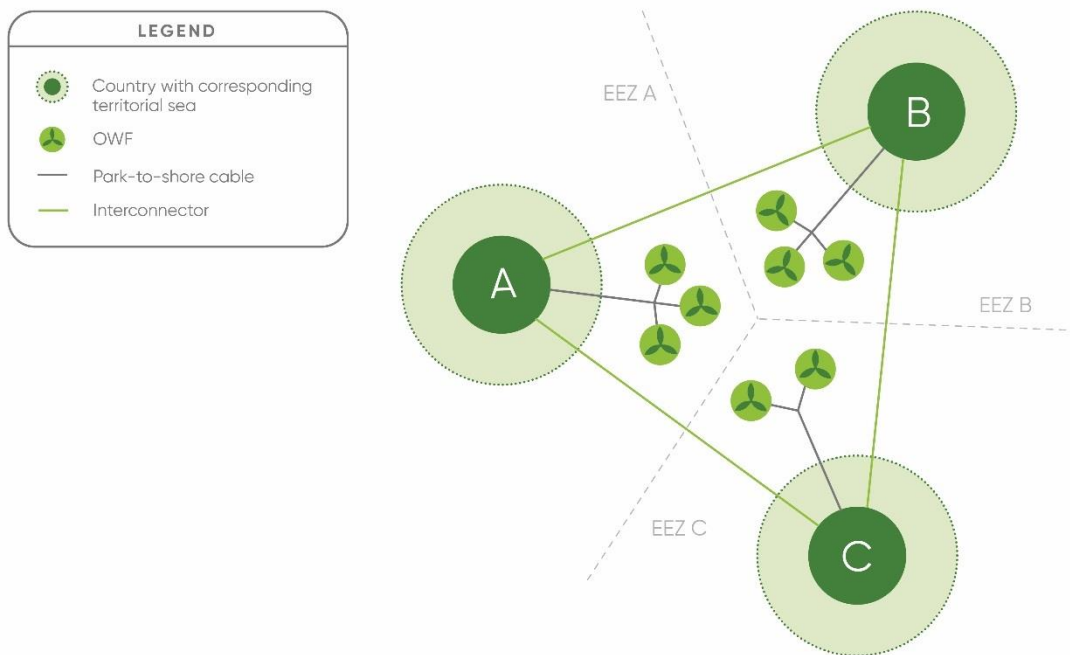 LEGEND
Country with corresponding
territorial sea
OWF
Park-to-shore cable
Interconnector
EEZ A
B
A
EEZ B
EEZ C
C